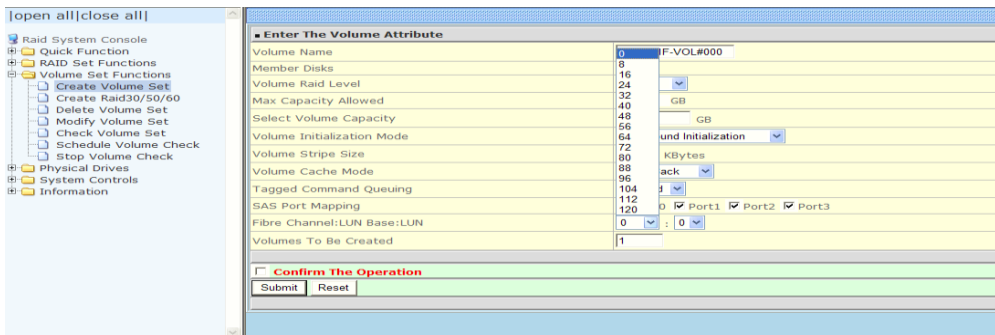 |open all|close all|
Raid System Console
Quick Function
RAID Set Functions
Volume Set Functions
Create Volume Set
Create Raid30/50/60
Delete Volume Set
Modify Volume Set
Check Volume Set
Schedule Volume Check
Stop Volume Check
Physical Drives
System Controls
Information
Enter The Volume Attribute
Volume Name IF-VOL#000
Member Disks
Volume Raid Level
Max Capacity Allowed GB
Select Volume Capacity GB
Volume Initialization Mode und Initialization
Volume Stripe Size KBytes
Volume Cache Mode ack
Tagged Command Queuing d
SAS Port Mapping 0 Port1 Port2 Port3
Fibre Channel:LUN Base:LUN 0 : 0
Volumes To Be Created 1
0
8
16
24
32
40
48
56
64
72
80
88
96
104
112
120
Confirm The Operation
Submit Reset